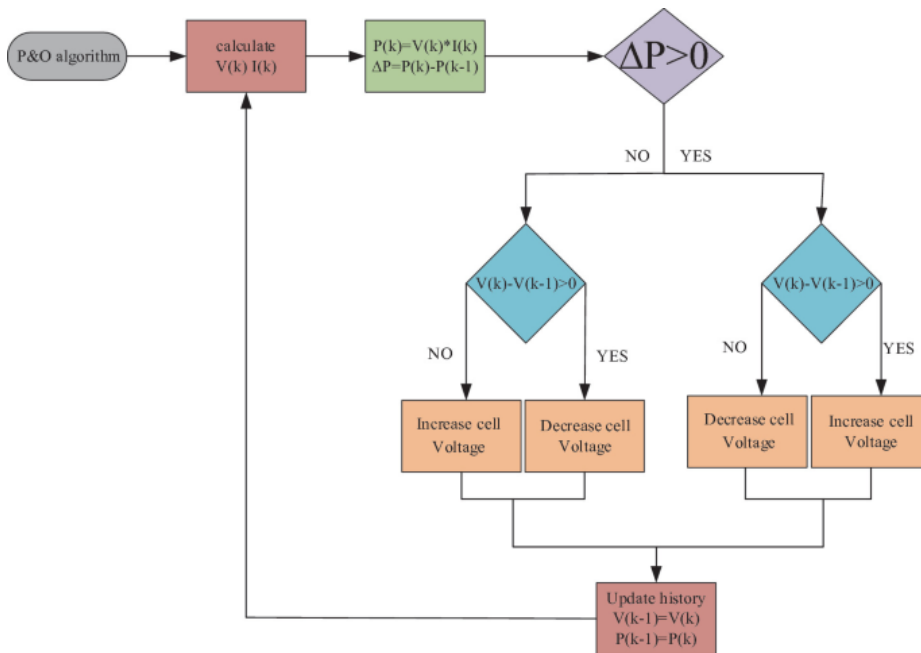 P&O algorithm
calculate
V(k) I(k)
P(k)=V(k)*I(k)
ΔP=P(k)-P(k-1)
ΔP>0
NO
YES
V(k)-V(k-1)>0
V(k)-V(k-1)>0
NO
YES
NO
YES
Increase cell
Voltage
Decrease cell
Voltage
Decrease cell
Voltage
Increase cell
Voltage
Update history
V(k-1)=V(k)
P(k-1)=P(k)